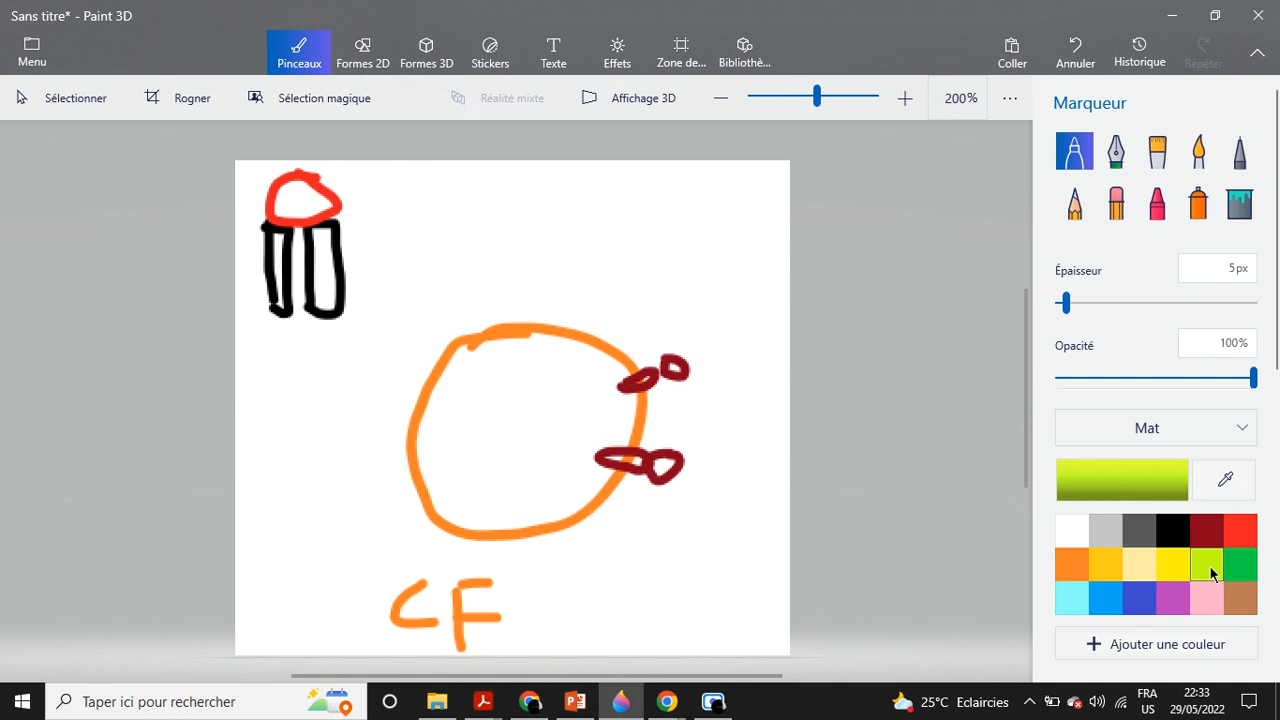 Sans titre* - Paint 3D
Menu
Pinceaux
Formes 2D
Formes 3D
Stickers
Texte
Effets
Zone de...
Bibliothè...
Coller
Annuler
Historique
Répéter
Sélectionner
Rogner
Sélection magique
Réalité mixte
Affichage 3D
200%
Marqueur
Épaisseur
5px
Opacité
100%
Mat
Ajouter une couleur
CF
Taper ici pour rechercher
25°C Eclaircies
FRA
US
22:33
29/05/2022